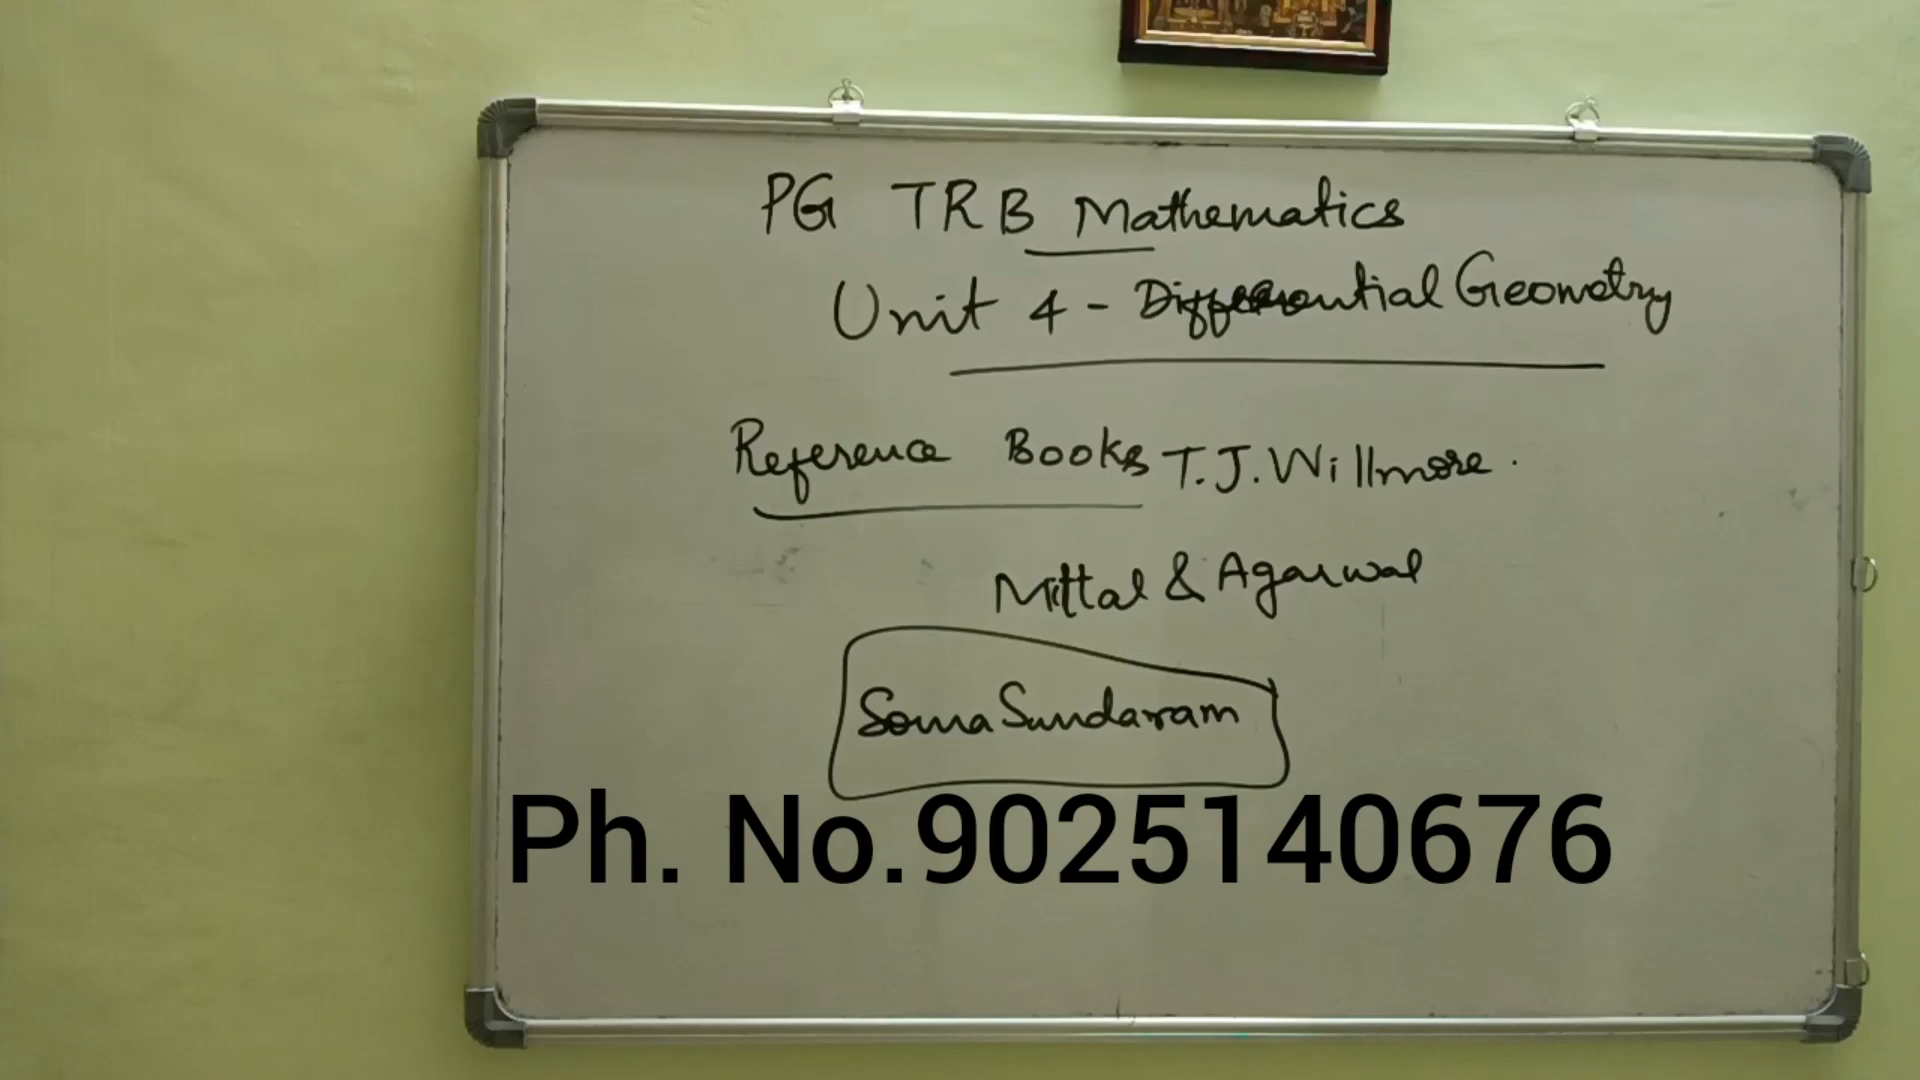 PG TRB Mathematics
Unit 4 - Differential Geometry
Reference Books T.J. Willmore.
Mittal & Agarwal
Soma Sundaram
Ph. No.9025140676